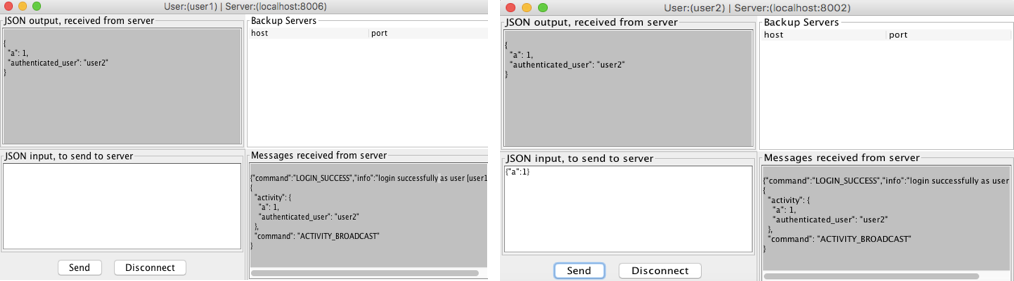 User:(user1) | Server:(localhost:8006)
JSON output, received from server
{
"a": 1,
"authenticated_user": "user2"
}
Backup Servers
host port
JSON input, to send to server
Send Disconnect
Messages received from server
{"command":"LOGIN_SUCCESS","info":"login successfully as user [user1
{
"activity": {
"a": 1,
"authenticated_user": "user2"
},
"command": "ACTIVITY_BROADCAST"
}
User:(user2) | Server:(localhost:8002)
JSON output, received from server
{
"a": 1,
"authenticated_user": "user2"
}
Backup Servers
host port
JSON input, to send to server
{"a":1}
Send Disconnect
Messages received from server
{"command":"LOGIN_SUCCESS","info":"login successfully as user
{
"activity": {
"a": 1,
"authenticated_user": "user2"
},
"command": "ACTIVITY_BROADCAST"
}